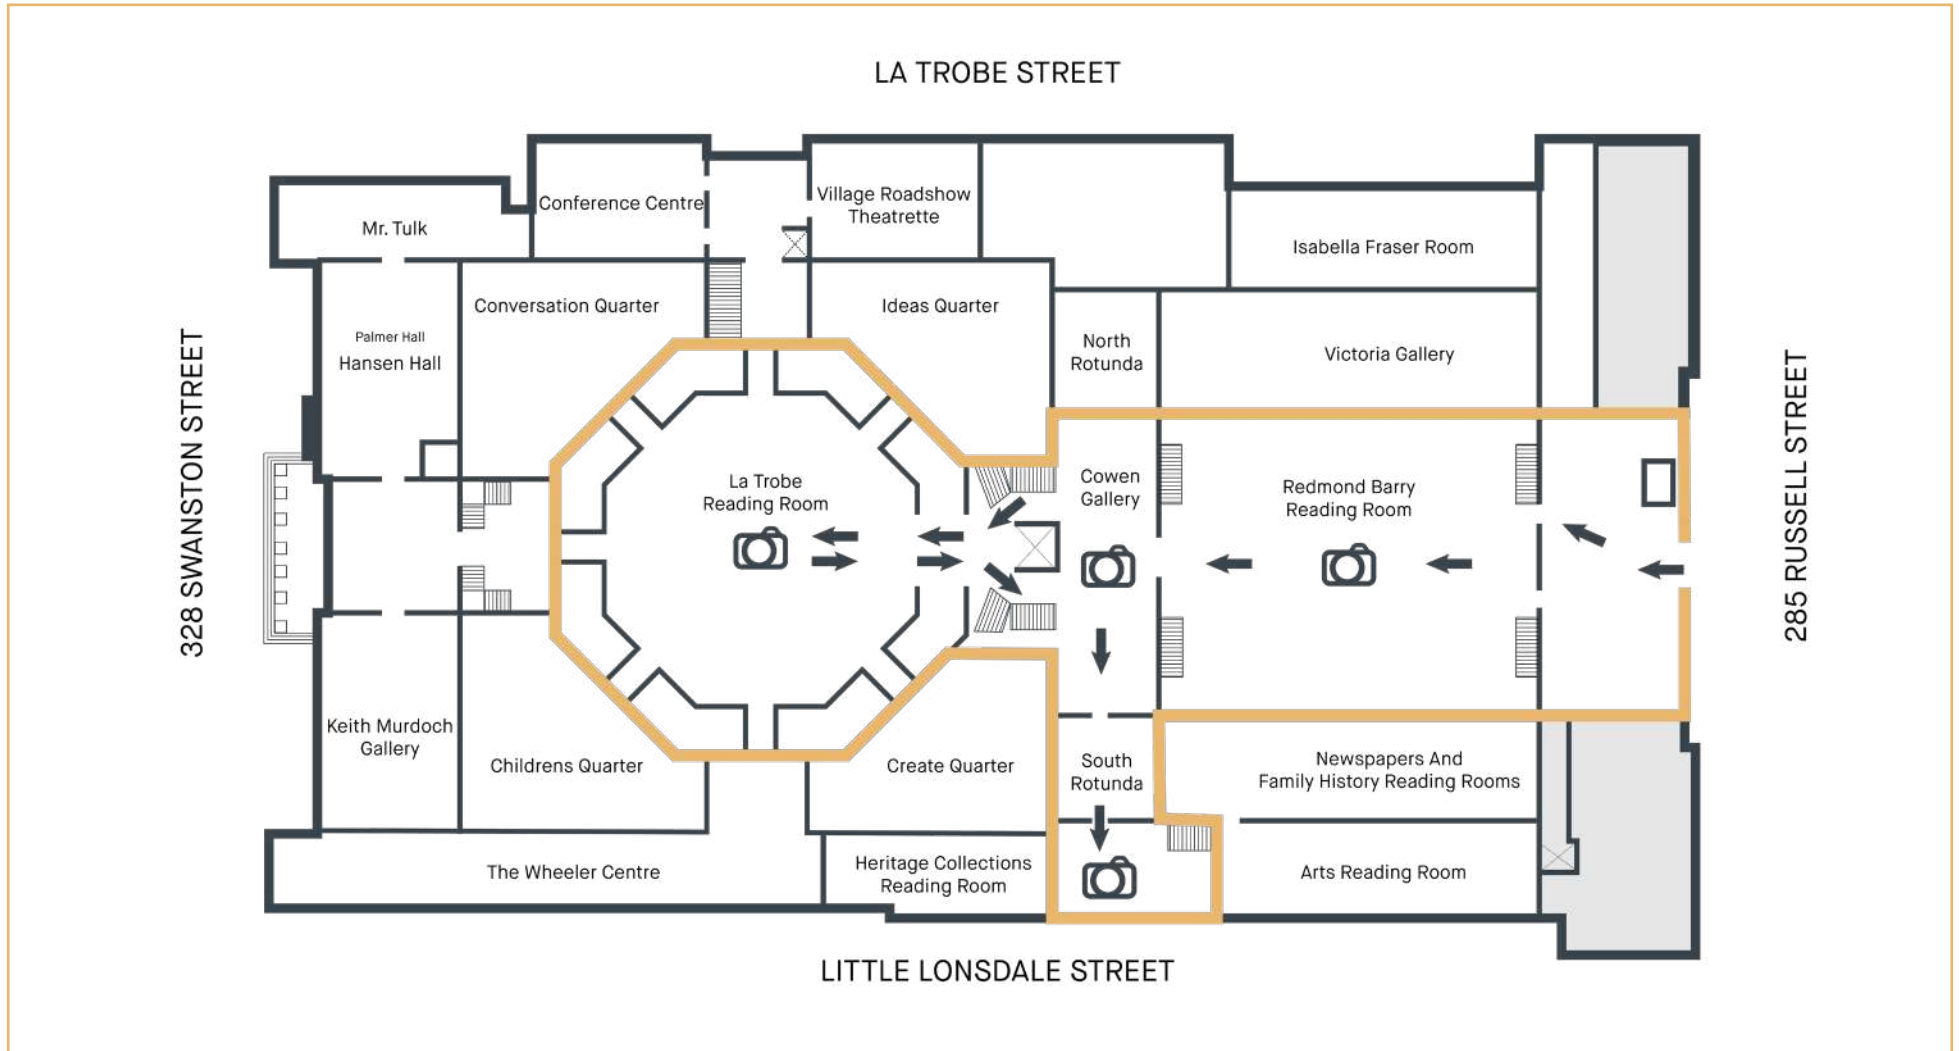 LA TROBE STREET
Conference Centre
Village Roadshow
Theatrette
Mr. Tulk
Isabella Fraser Room
Conversation Quarter
Ideas Quarter
Palmer Hall
Hansen Hall
North
Rotunda
Victoria Gallery
328 SWANSTON STREET
285 RUSSELL STREET
La Trobe
Reading Room
Cowen
Gallery
Redmond Barry
Reading Room
Keith Murdoch
Gallery
Childrens Quarter
Create Quarter
South
Rotunda
Newspapers And
Family History Reading Rooms
The Wheeler Centre
Heritage Collections
Reading Room
Arts Reading Room
LITTLE LONSDALE STREET